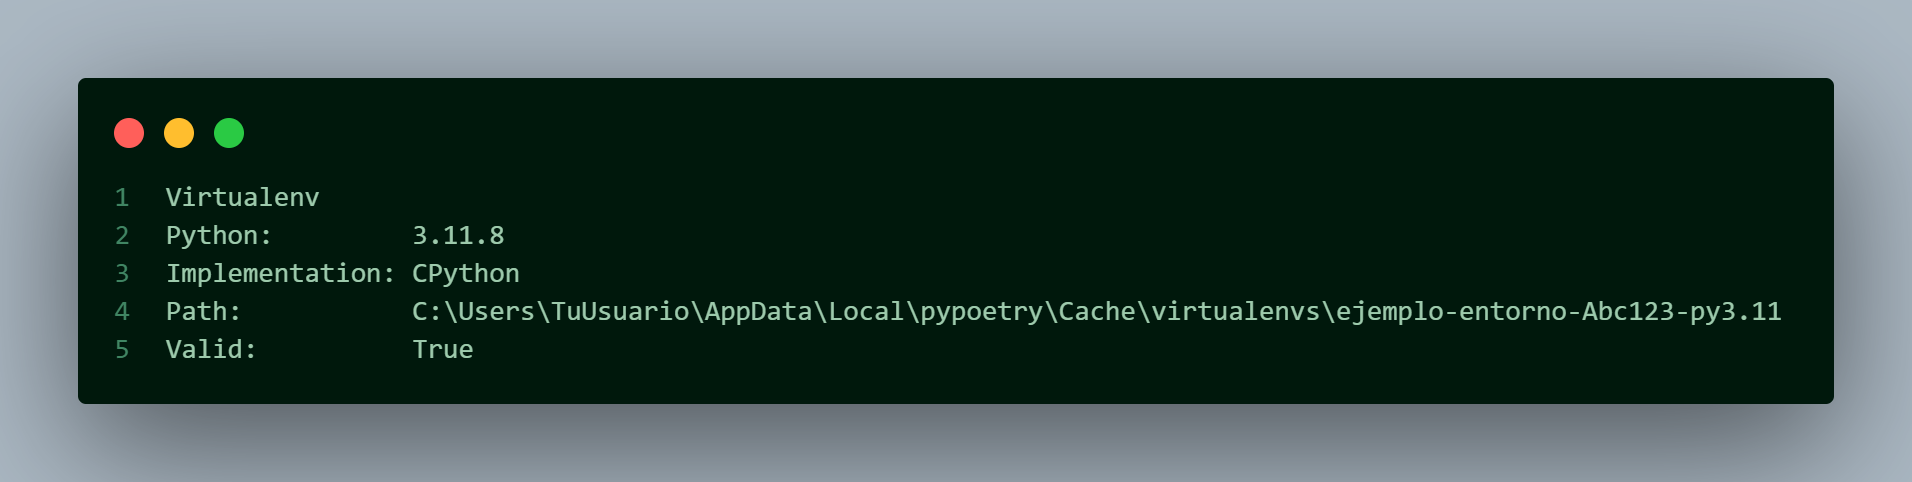 1 Virtualenv
2 Python: 3.11.8
3 Implementation: CPython
4 Path: C:\Users\TuUsuario\AppData\Local\pypoetry\Cache\virtualenvs\ejemplo-entorno-Abc123-py3.11
5 Valid: True